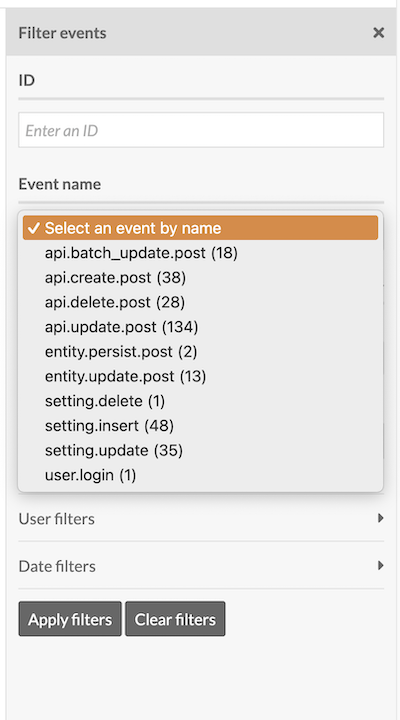 Filter events
ID
Enter an ID
Event name
Select an event by name
api.batch_update.post (18)
api.create.post (38)
api.delete.post (28)
api.update.post (134)
entity.persist.post (2)
entity.update.post (13)
setting.delete (1)
setting.insert (48)
setting.update (35)
user.login (1)
User filters
Date filters
Apply filters Clear filters